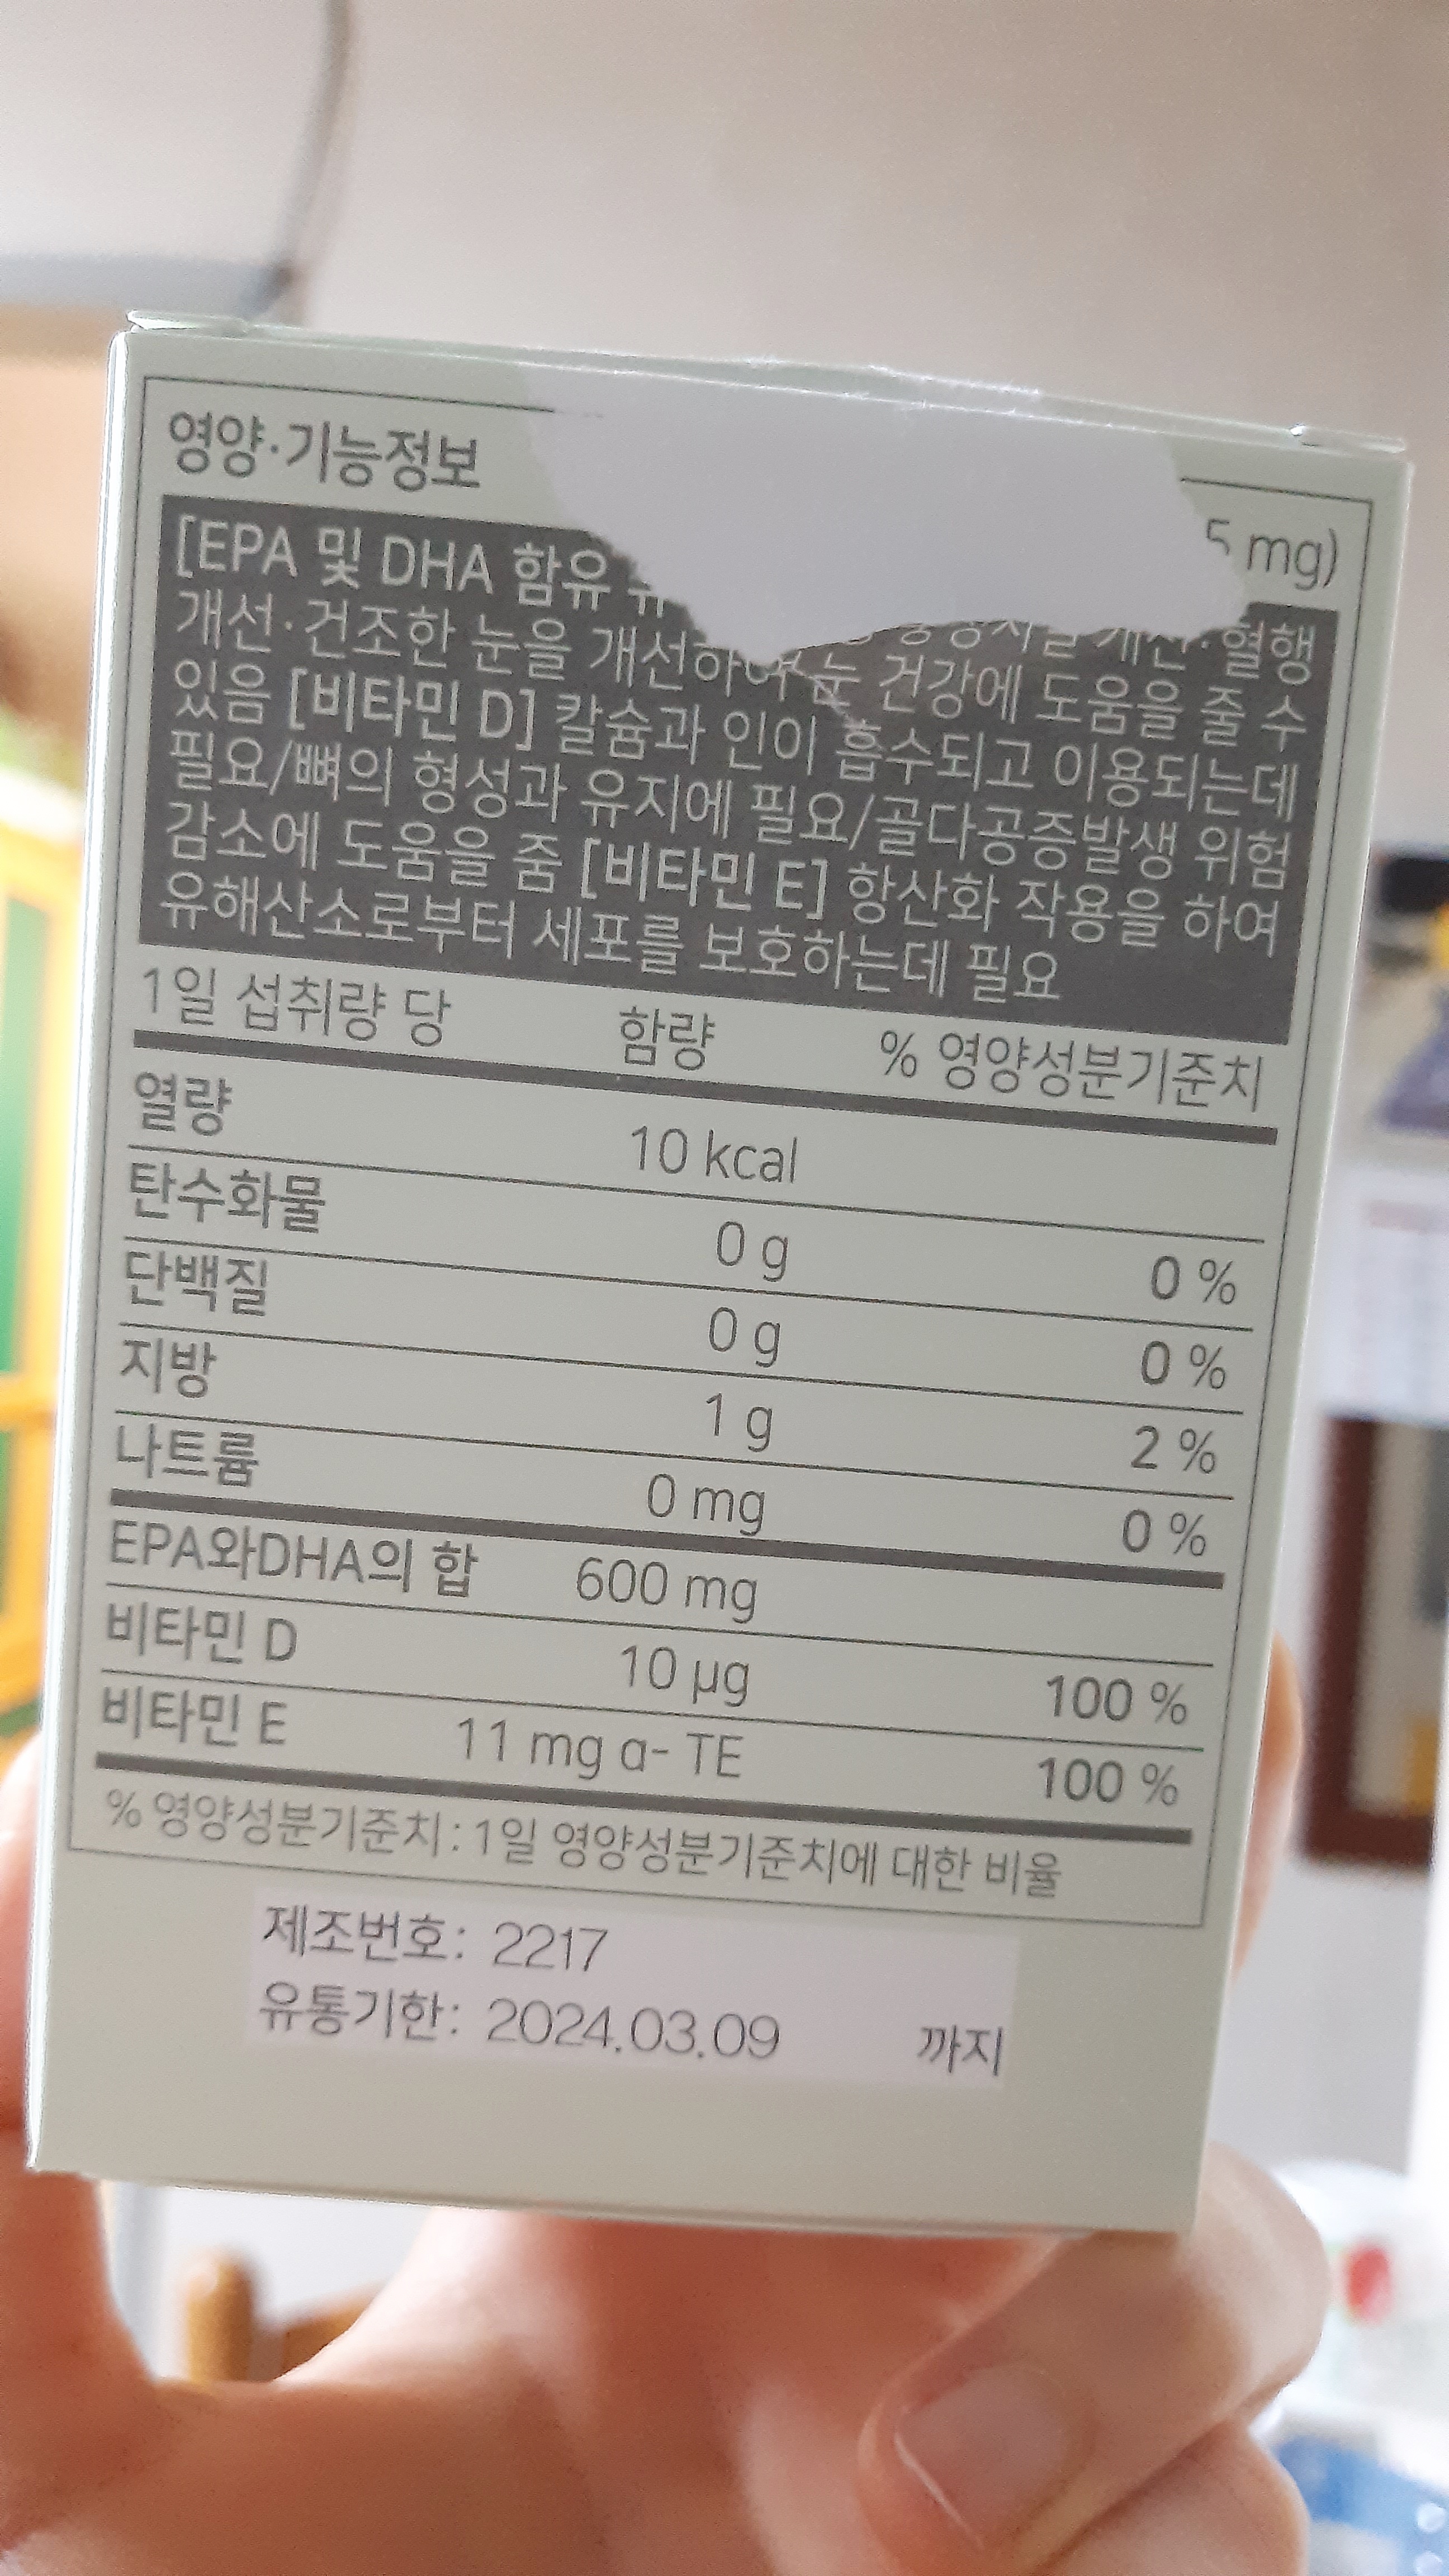 영양·기능정보
5 mg)
[EPA 및 DHA 함유
개선·혈행
개선·건조한 눈을 개선하여 눈 건강에 도움을 줄 수
있음 [비타민 D] 칼슘과 인이 흡수되고 이용되는데
필요/뼈의 형성과 유지에 필요/골다공증발생 위험
감소에 도움을 줌 [비타민 E] 항산화 작용을 하여
유해산소로부터 세포를 보호하는데 필요
1일 섭취량 당 함량 % 영양성분기준치
열량 10 kcal
탄수화물 0 g 0 %
단백질 0 g 0 %
지방 1 g 2 %
나트륨 0 mg 0 %
EPA와DHA의 합 600 mg
비타민 D 10 µg 100 %
비타민 E 11 mg α- TE 100 %
% 영양성분기준치 : 1일 영양성분기준치에 대한 비율
제조번호: 2217
유통기한: 2024.03.09 까지